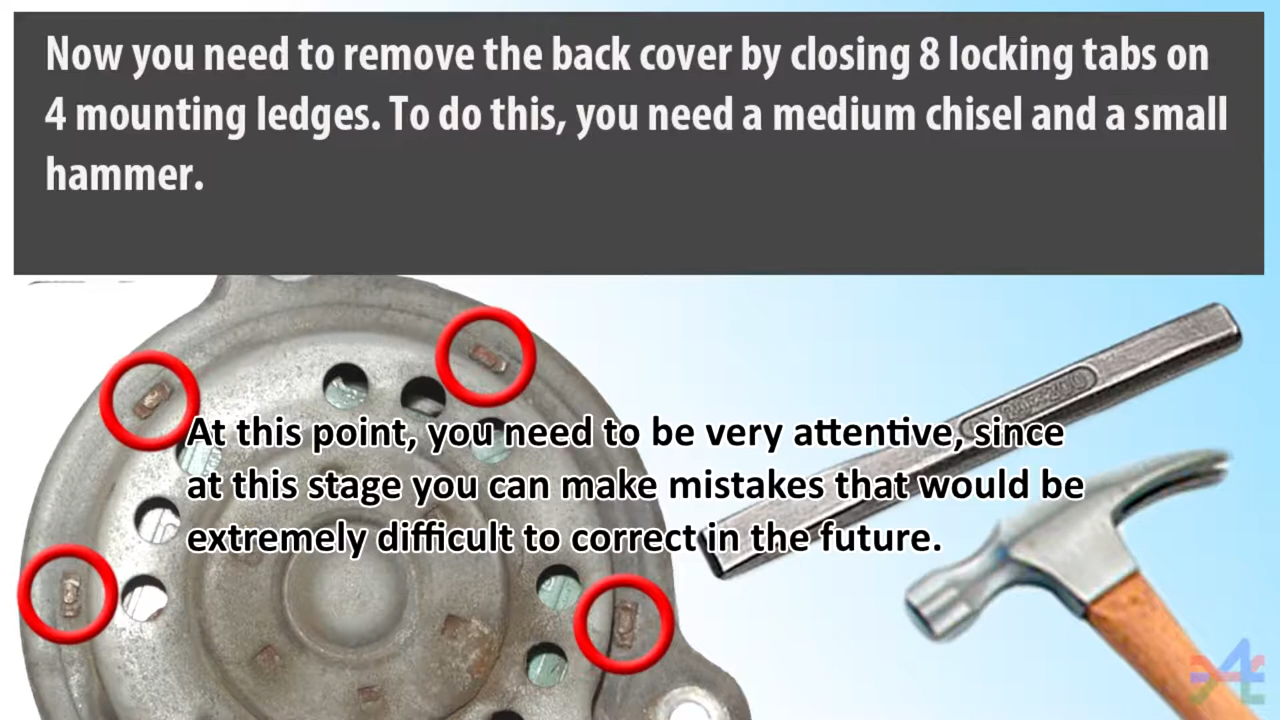 Now you need to remove the back cover by closing 8 locking tabs on
4 mounting ledges. To do this, you need a medium chisel and a small
hammer.
At this point, you need to be very attentive, since
at this stage you can make mistakes that would be
extremely difficult to correct in the future.